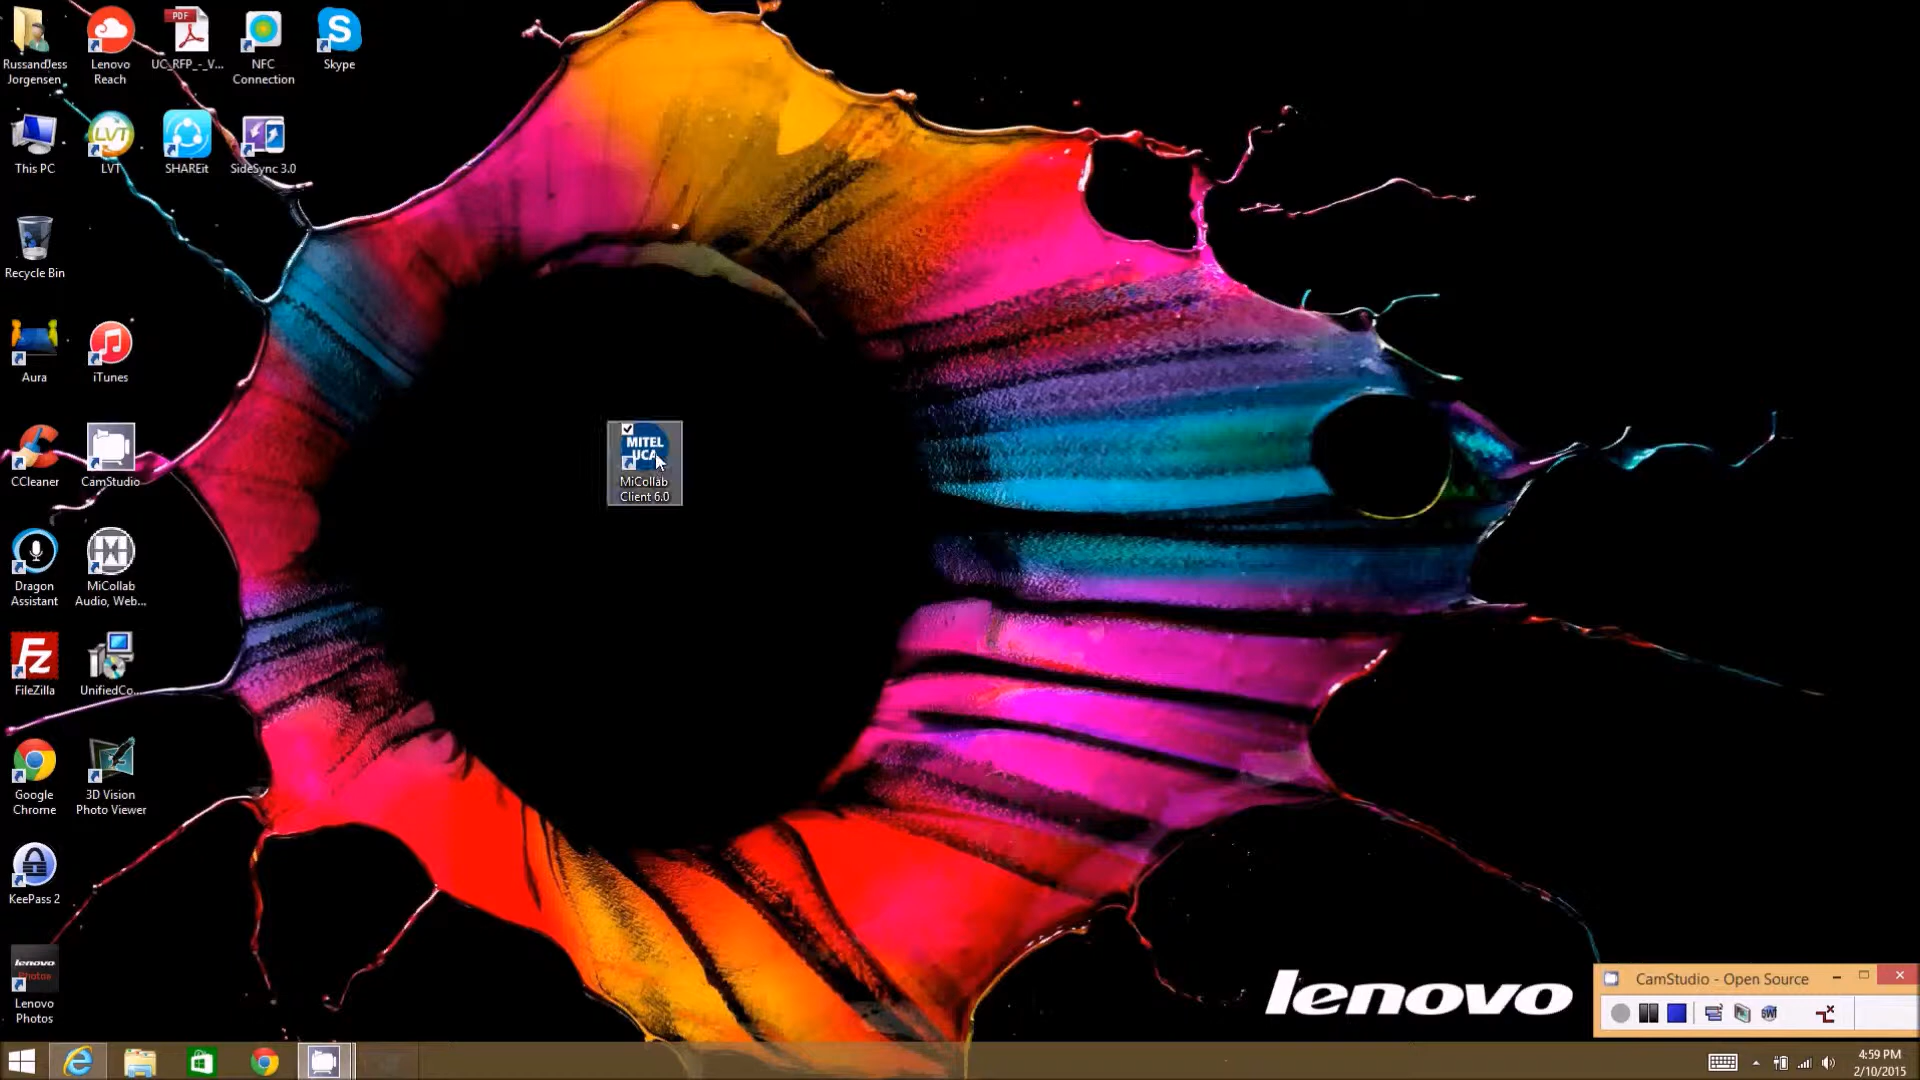 RussandJess
Jorgensen
Lenovo
Reach
PDF
UC_RFP_-_V...
NFC
Connection
S
Skype
This PC
LVT
LVT
SHAREit
SideSync 3.0
Recycle Bin
Aura
iTunes
CCleaner
CamStudio
MITEL
UCA
MiCollab
Client 6.0
Dragon
Assistant
MiCollab
Audio, Web...
Fz
FileZilla
UnifiedCo...
Google
Chrome
3D Vision
Photo Viewer
KeePass 2
lenovo
Photos
Lenovo
Photos
lenovo
CamStudio - Open Source
SWF
4:59 PM
2/10/2015